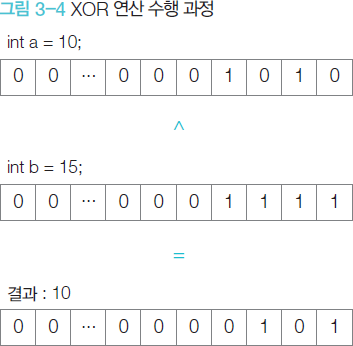 그림 3-4 XOR 연산 수행 과정
int a = 10;
0 0 ... 0 0 0 1 0 1 0
^
int b = 15;
0 0 ... 0 0 0 1 1 1 1
=
결과 : 10
0 0 ... 0 0 0 0 1 0 1